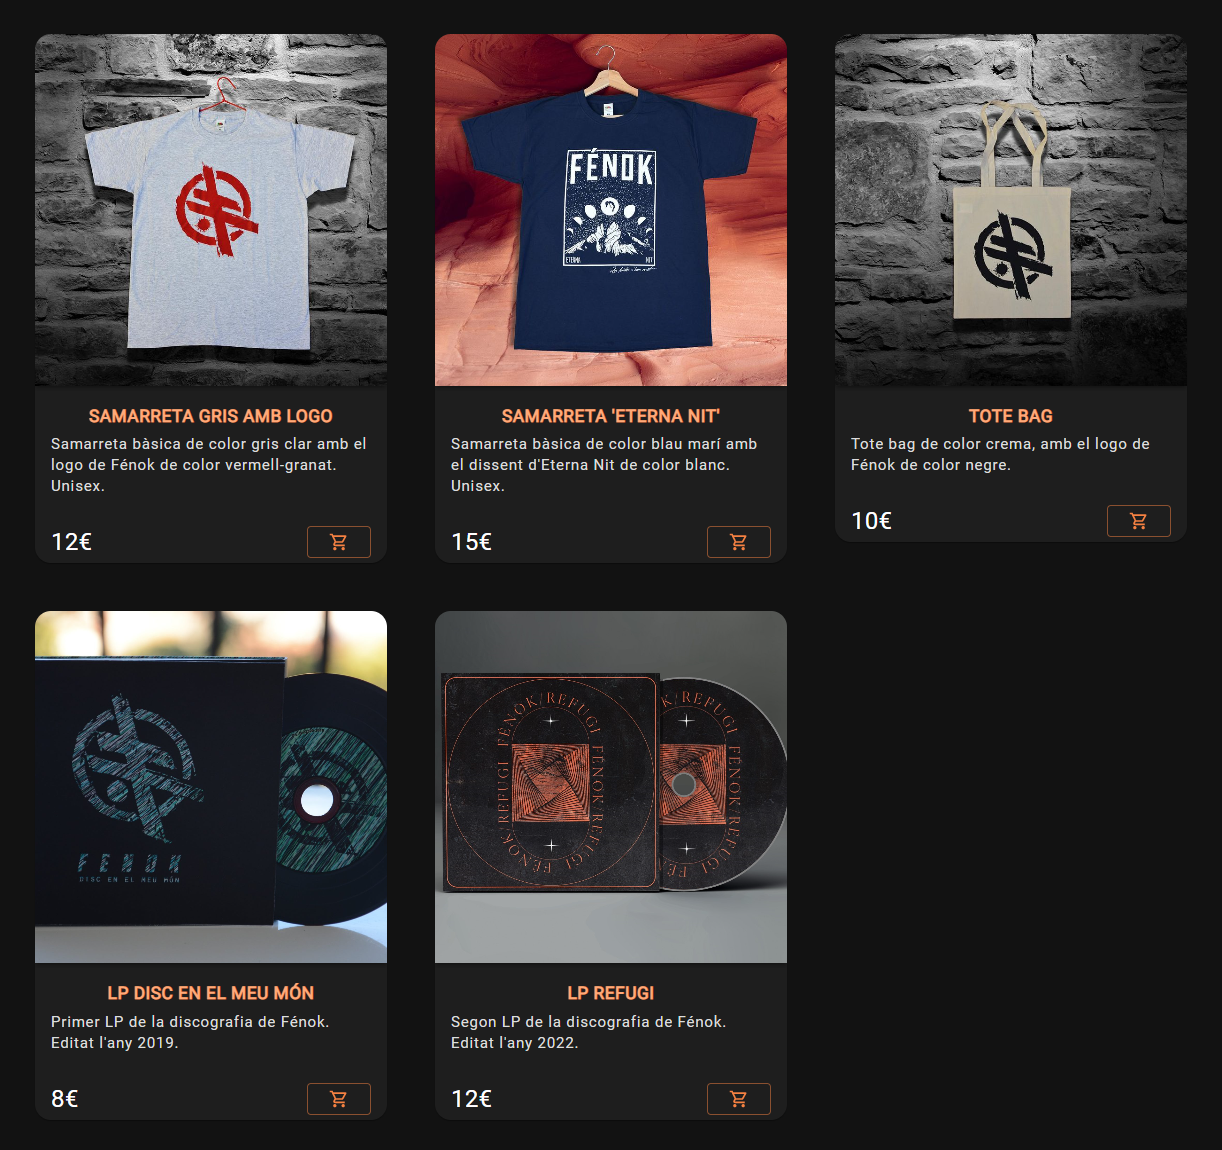 FÉNOK
ETERNA NIT
SAMARRETA GRIS AMB LOGO
Samarreta bàsica de color gris clar amb el
logo de Fénok de color vermell-granat.
Unisex.
12€
SAMARRETA 'ETERNA NIT'
Samarreta bàsica de color blau marí amb
el dissent d'Eterna Nit de color blanc.
Unisex.
15€
TOTE BAG
Tote bag de color crema, amb el logo de
Fénok de color negre.
10€
FENOK
DISC EN EL MEU MÓN
FÉNOK/REFUGI FÉNOK/REFUGI FÉNOK/REFUGI
K/REFUGI FÉNOK REFUGI FÉ
LP DISC EN EL MEU MÓN
Primer LP de la discografia de Fénok.
Editat l'any 2019.
8€
LP REFUGI
Segon LP de la discografia de Fénok.
Editat l'any 2022.
12€